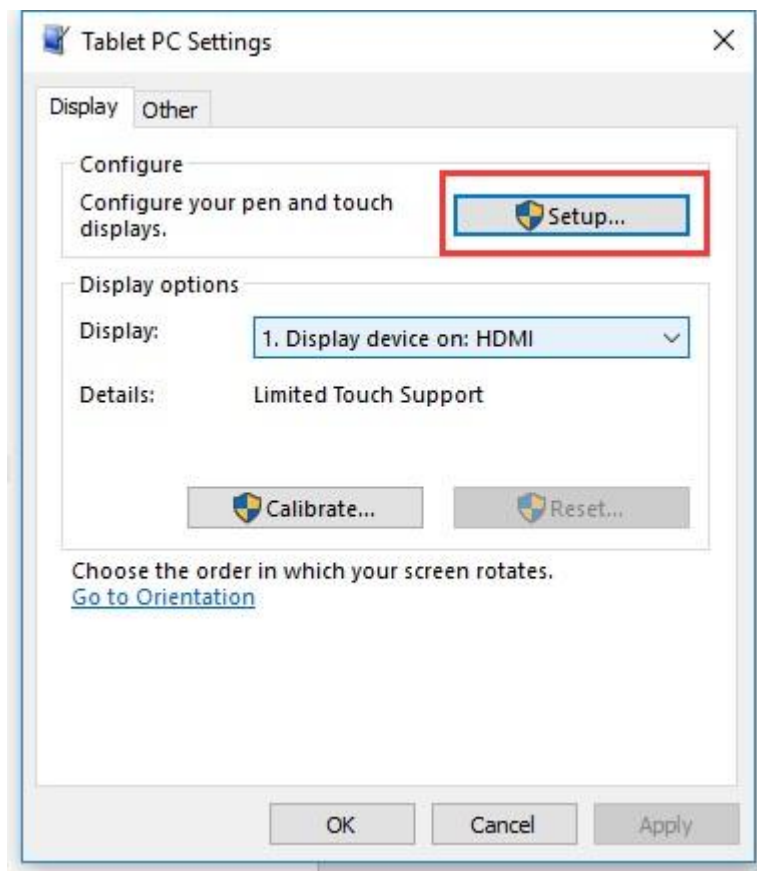 Tablet PC Settings
Display Other
Configure
Configure your pen and touch
displays.
Setup...
Display options
Display: 1. Display device on: HDMI
Details: Limited Touch Support
Calibrate... Reset...
Choose the order in which your screen rotates.
Go to Orientation
OK Cancel Apply